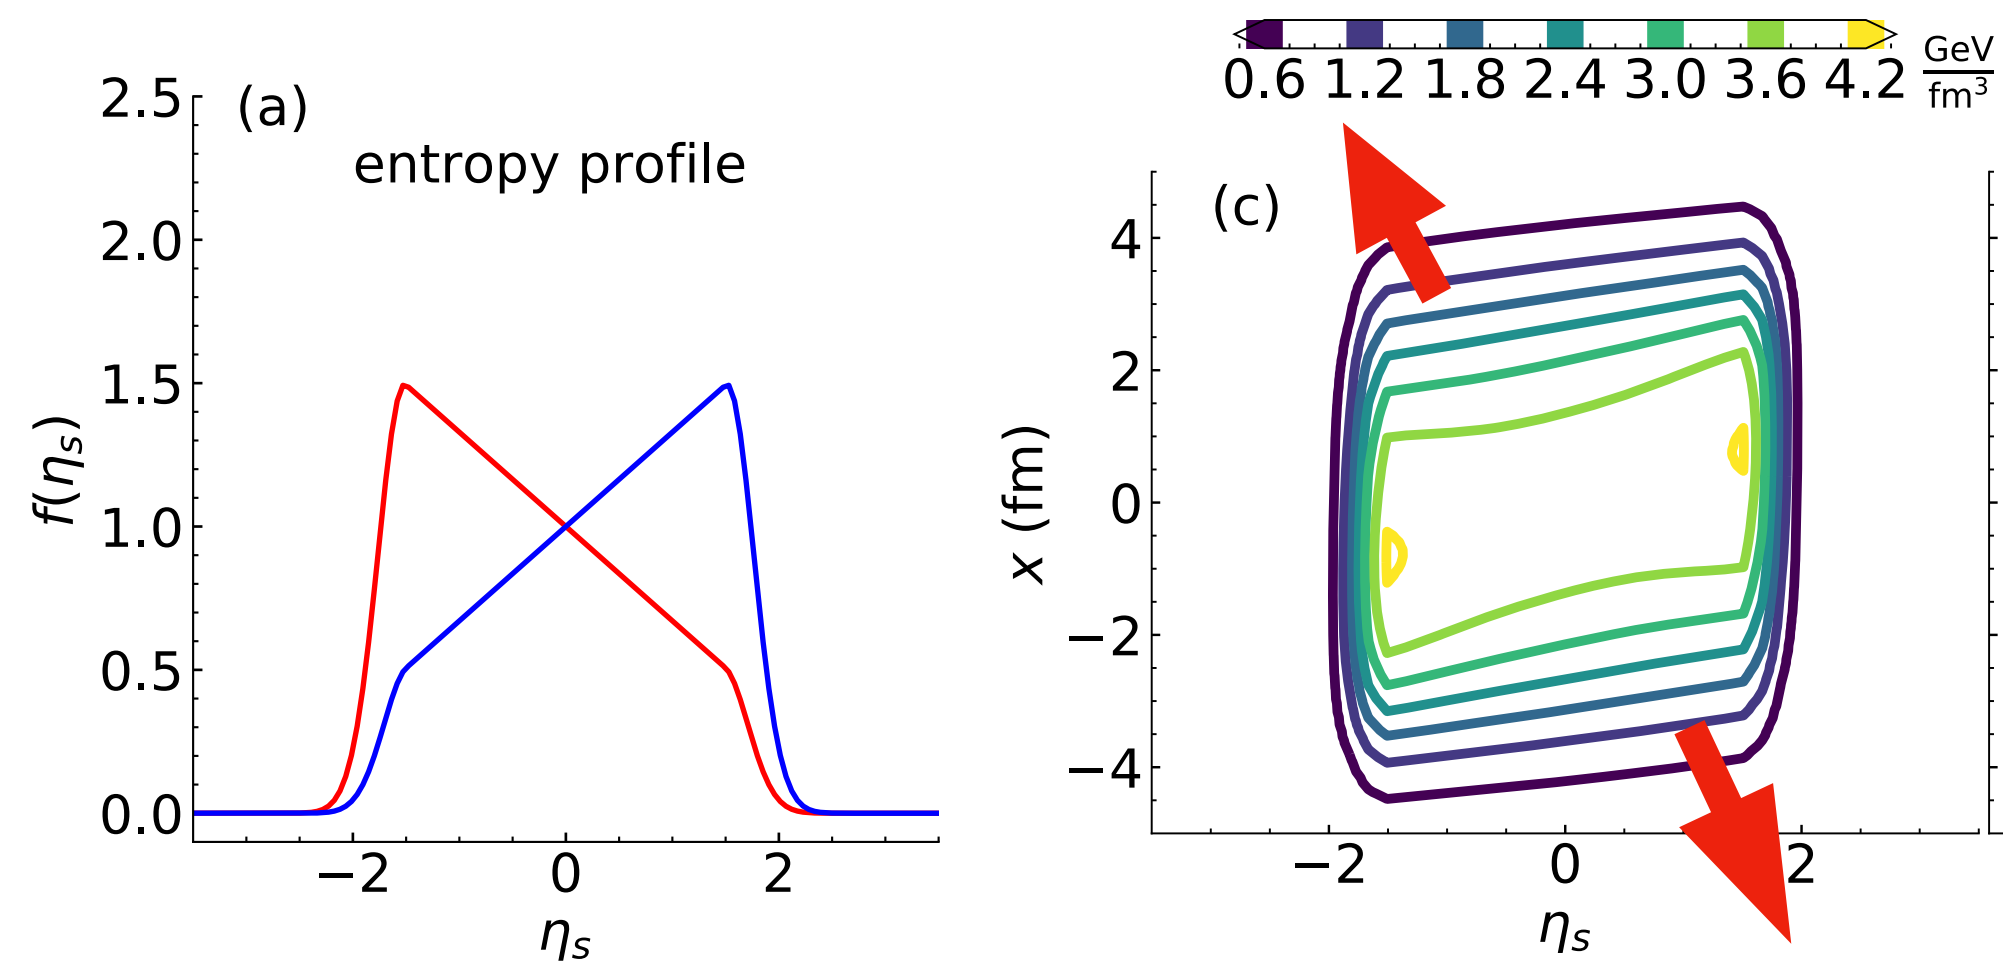 (a)
entropy profile
2.5
2.0
1.5
1.0
0.5
0.0
f(ηs)
−2 0 2
ηs
0.6 1.2 1.8 2.4 3.0 3.6 4.2
GeV
fm³
(c)
4
2
0
−2
−4
x (fm)
−2 0 2
ηs